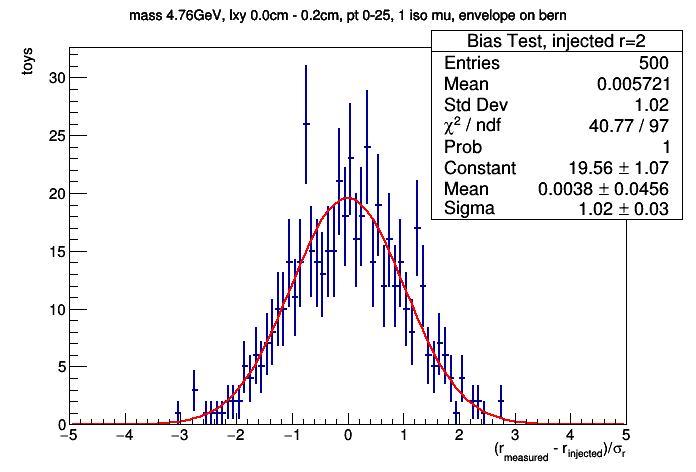 mass 4.76GeV, lxy 0.0cm - 0.2cm, pt 0-25, 1 iso mu, envelope on bern
Bias Test, injected r=2
Entries 500
Mean 0.005721
Std Dev 1.02
χ² / ndf 40.77 / 97
Prob 1
Constant 19.56 ± 1.07
Mean 0.0038 ± 0.0456
Sigma 1.02 ± 0.03
toys
30
25
20
15
10
5
0
−5 −4 −3 −2 −1 0 1 2 3 4 5
(r_measured - r_injected)/σ_r